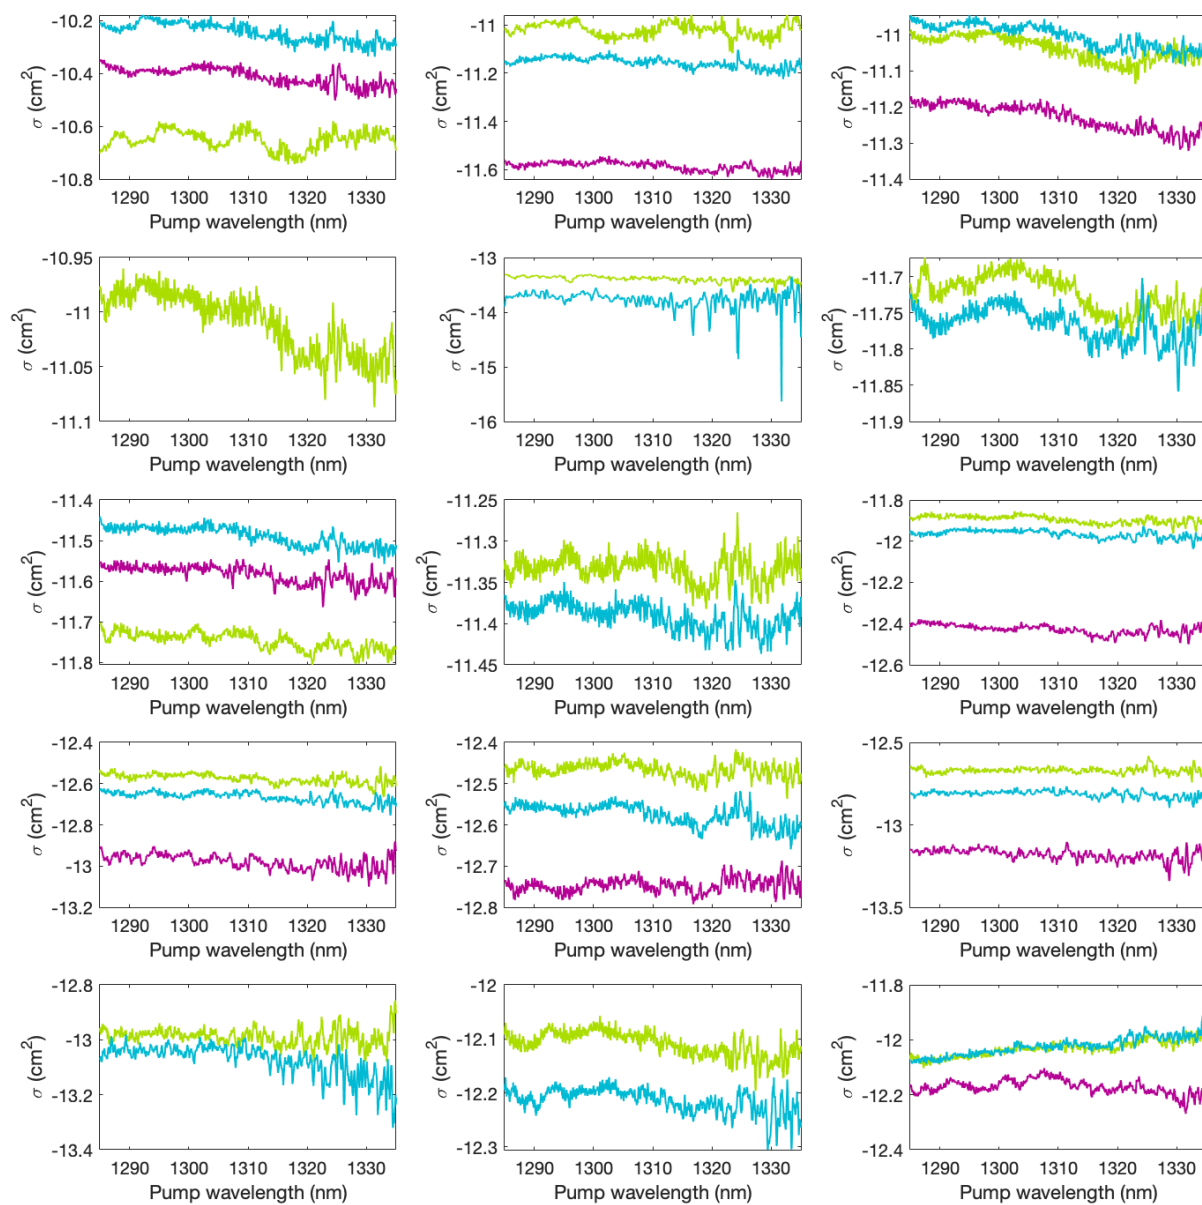 -10.2
-10.4
-10.6
-10.8
σ (cm²)
1290 1300 1310 1320 1330
Pump wavelength (nm)
-11
-11.2
-11.4
-11.6
σ (cm²)
1290 1300 1310 1320 1330
Pump wavelength (nm)
-11
-11.1
-11.2
-11.3
-11.4
σ (cm²)
1290 1300 1310 1320 1330
Pump wavelength (nm)
-10.95
-11
-11.05
-11.1
σ (cm²)
1290 1300 1310 1320 1330
Pump wavelength (nm)
-13
-14
-15
-16
σ (cm²)
1290 1300 1310 1320 1330
Pump wavelength (nm)
-11.7
-11.75
-11.8
-11.85
-11.9
σ (cm²)
1290 1300 1310 1320 1330
Pump wavelength (nm)
-11.4
-11.5
-11.6
-11.7
-11.8
σ (cm²)
1290 1300 1310 1320 1330
Pump wavelength (nm)
-11.25
-11.3
-11.35
-11.4
-11.45
σ (cm²)
1290 1300 1310 1320 1330
Pump wavelength (nm)
-11.8
-12
-12.2
-12.4
-12.6
σ (cm²)
1290 1300 1310 1320 1330
Pump wavelength (nm)
-12.4
-12.6
-12.8
-13
-13.2
σ (cm²)
1290 1300 1310 1320 1330
Pump wavelength (nm)
-12.4
-12.5
-12.6
-12.7
-12.8
σ (cm²)
1290 1300 1310 1320 1330
Pump wavelength (nm)
-12.5
-13
-13.5
σ (cm²)
1290 1300 1310 1320 1330
Pump wavelength (nm)
-12.8
-13
-13.2
-13.4
σ (cm²)
1290 1300 1310 1320 1330
Pump wavelength (nm)
-12
-12.1
-12.2
-12.3
σ (cm²)
1290 1300 1310 1320 1330
Pump wavelength (nm)
-11.8
-12
-12.2
-12.4
σ (cm²)
1290 1300 1310 1320 1330
Pump wavelength (nm)